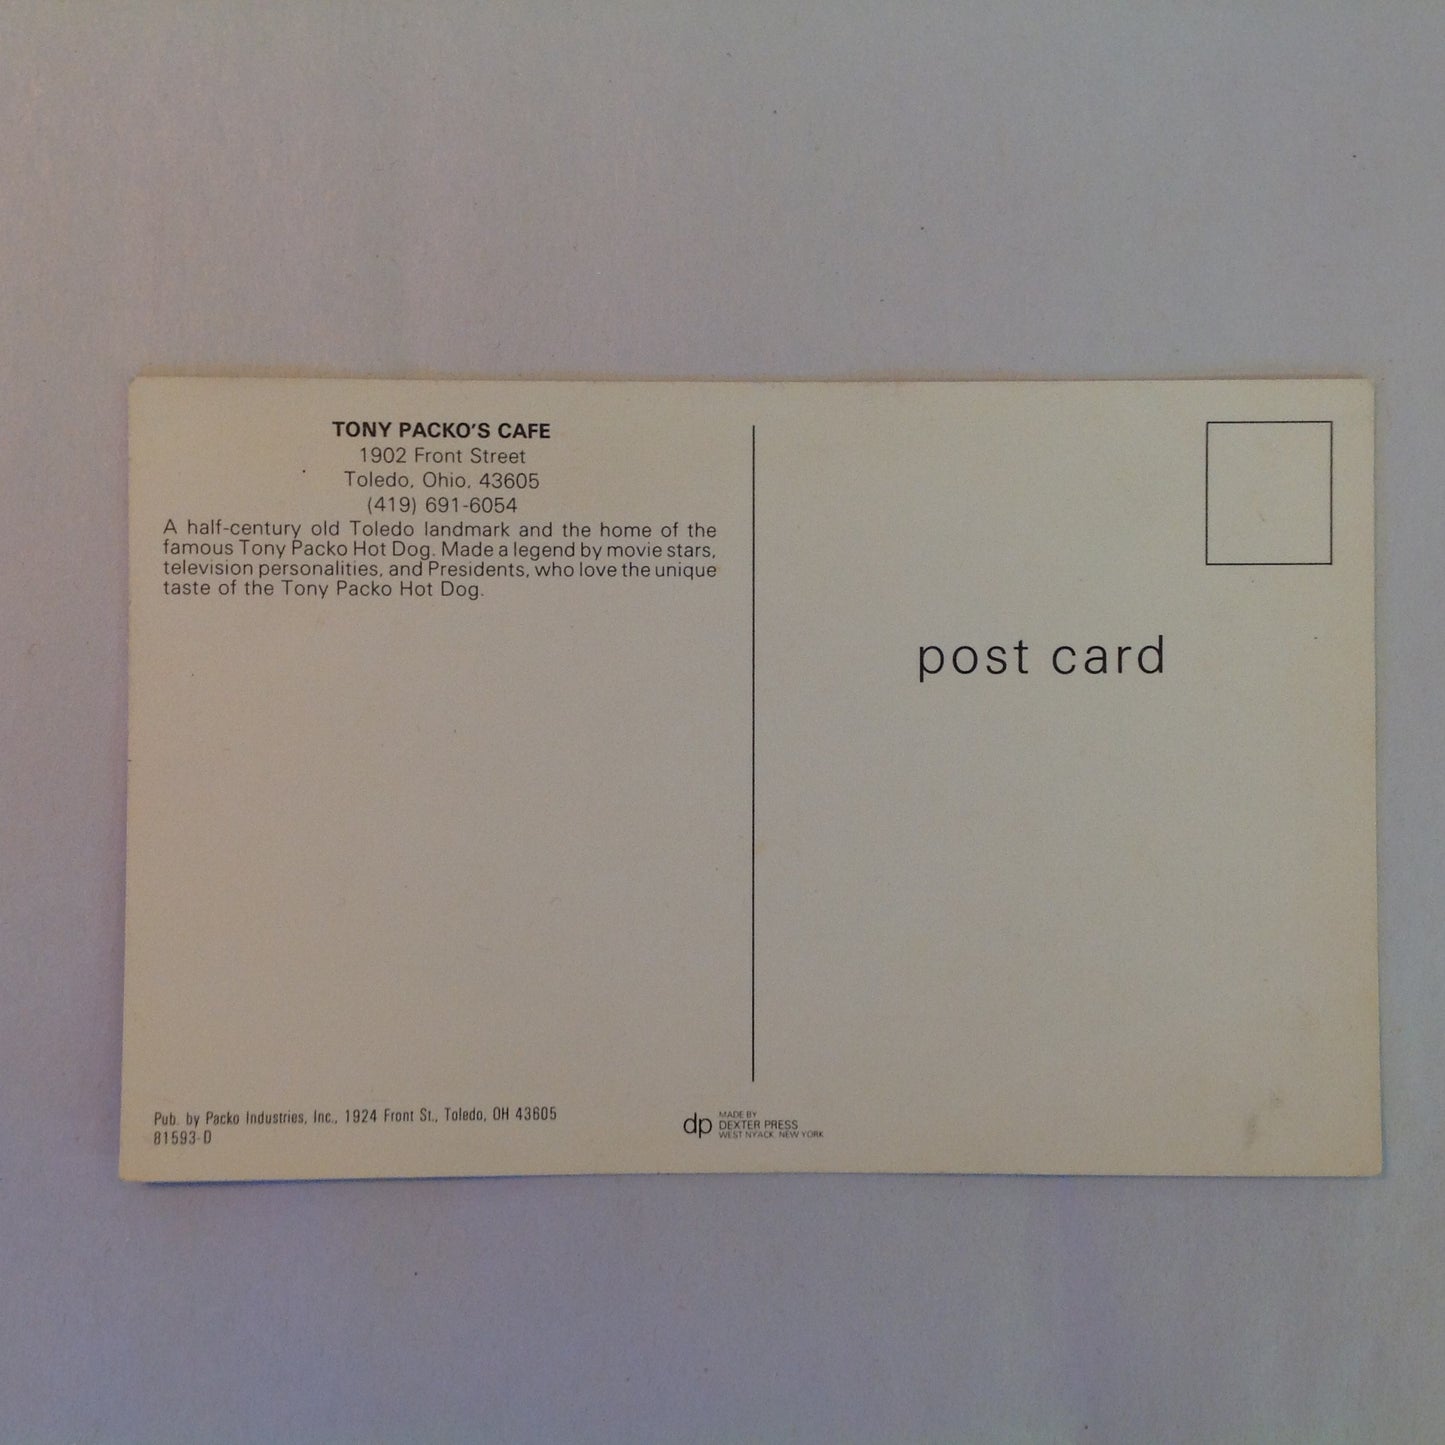 TONY PACKO'S CAFE
1902 Front Street
Toledo, Ohio, 43605
(419) 691-6054
A half-century old Toledo landmark and the home of the
famous Tony Packo Hot Dog. Made a legend by movie stars,
television personalities, and Presidents, who love the unique
taste of the Tony Packo Hot Dog.
post card
Pub. by Packo Industries, Inc., 1924 Front St., Toledo, OH 43605
81593-D
dp
MADE BY
DEXTER PRESS
WEST NYACK, NEW YORK